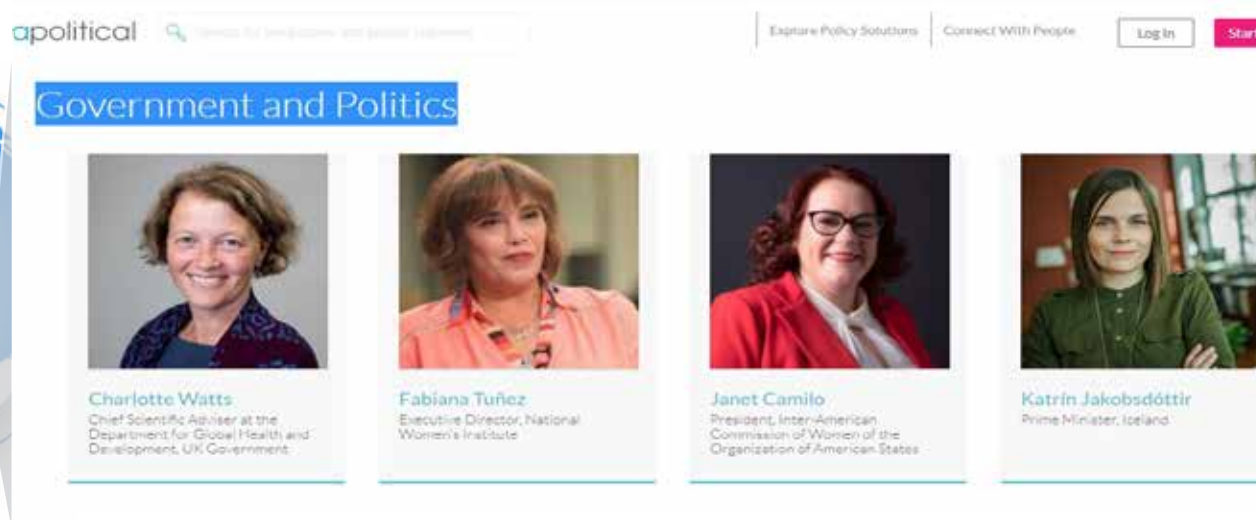 apolitical
Explore Policy Solutions
Connect With People
Log In
Start
Government and Politics
Charlotte Watts
Chief Scientific Adviser at the
Department for Global Health and
Development, UK Government
Fabiana Tuñez
Executive Director, National
Women's Institute
Janet Camilo
President, Inter-American
Commission of Women of the
Organization of American States
Katrín Jakobsdóttir
Prime Minister, Iceland